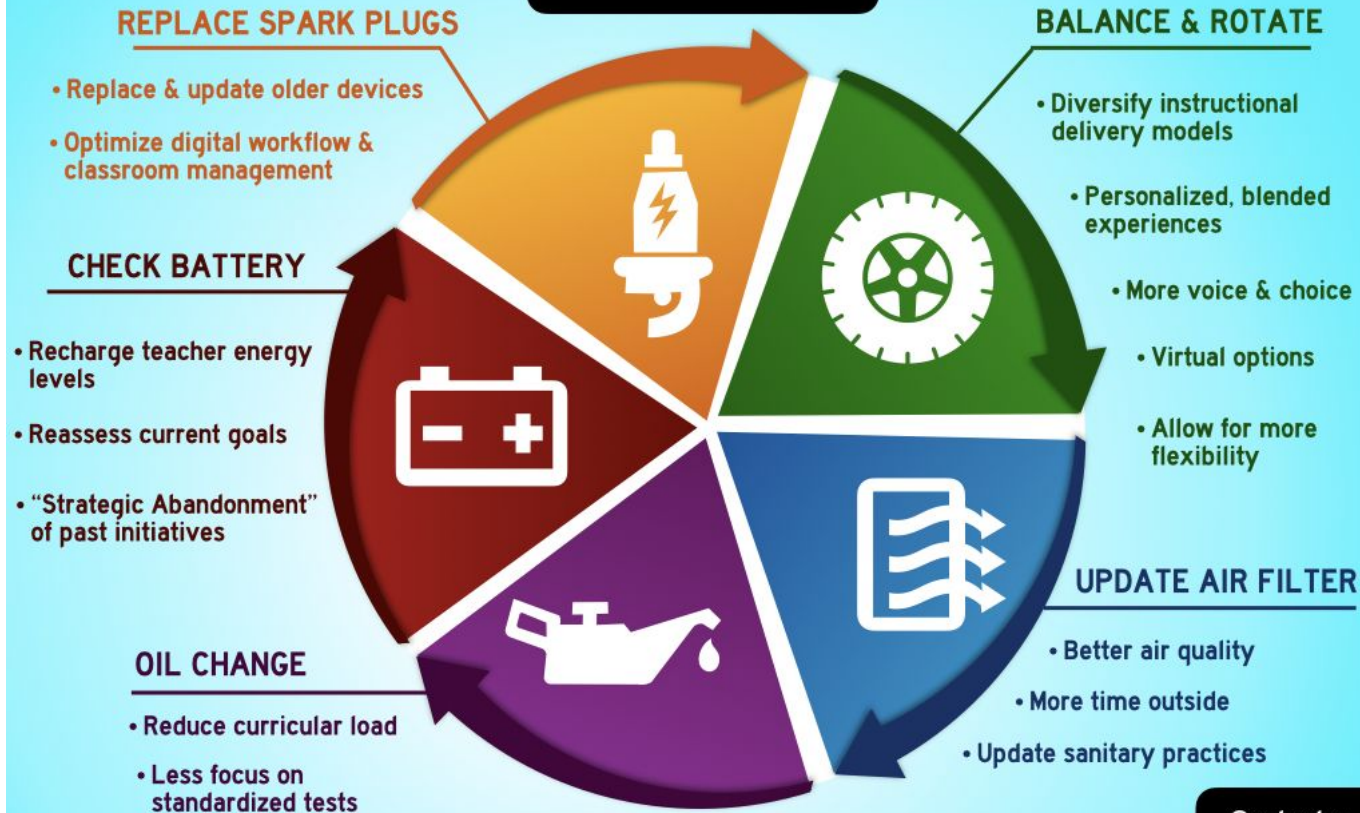 REPLACE SPARK PLUGS
• Replace & update older devices
• Optimize digital workflow &
classroom management
BALANCE & ROTATE
• Diversify instructional
delivery models
• Personalized, blended
experiences
• More voice & choice
• Virtual options
• Allow for more
flexibility
UPDATE AIR FILTER
• Better air quality
• More time outside
• Update sanitary practices
OIL CHANGE
• Reduce curricular load
• Less focus on
standardized tests
CHECK BATTERY
• Recharge teacher energy
levels
• Reassess current goals
• “Strategic Abandonment”
of past initiatives